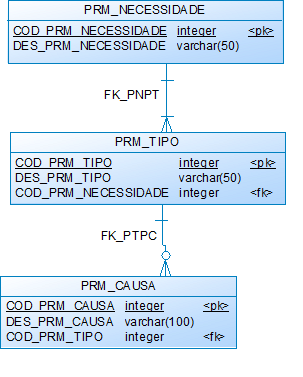 PRM_NECESSIDADE
COD_PRM_NECESSIDADE integer <pk>
DES_PRM_NECESSIDADE varchar(50)
FK_PNPT
PRM_TIPO
COD_PRM_TIPO integer <pk>
DES_PRM_TIPO varchar(50)
COD_PRM_NECESSIDADE integer <fk>
FK_PTPC
PRM_CAUSA
COD_PRM_CAUSA integer <pk>
DES_PRM_CAUSA varchar(100)
COD_PRM_TIPO integer <fk>